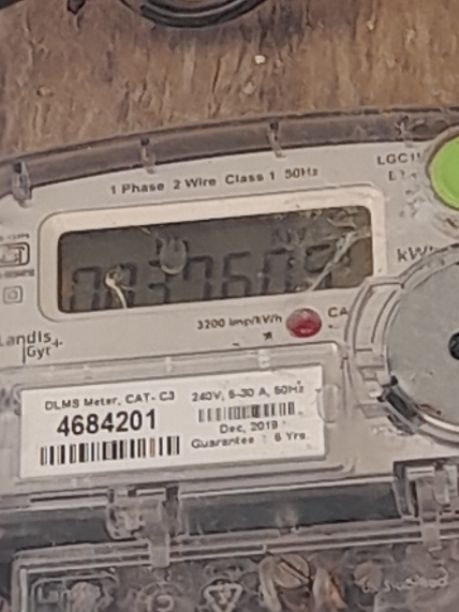 1 Phase 2 Wire Class 1 50Hz
kWh
3200 imp/kWh
CA
Landis
Gyr+
DLMS Meter, CAT- C3
4684201
240V, 5-30 A, 50Hz
Dec, 2019
Guarantee : 6 Yrs.